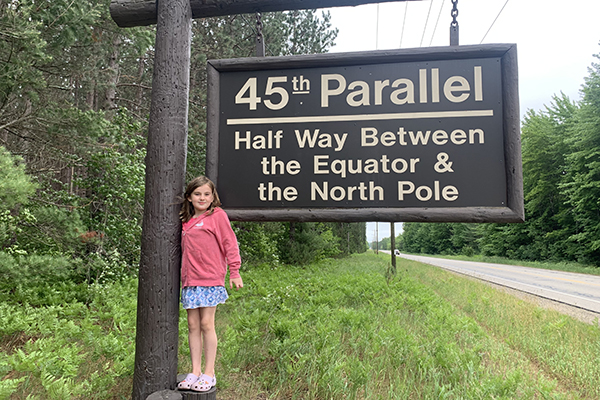 45th Parallel
Half Way Between
the Equator &
the North Pole